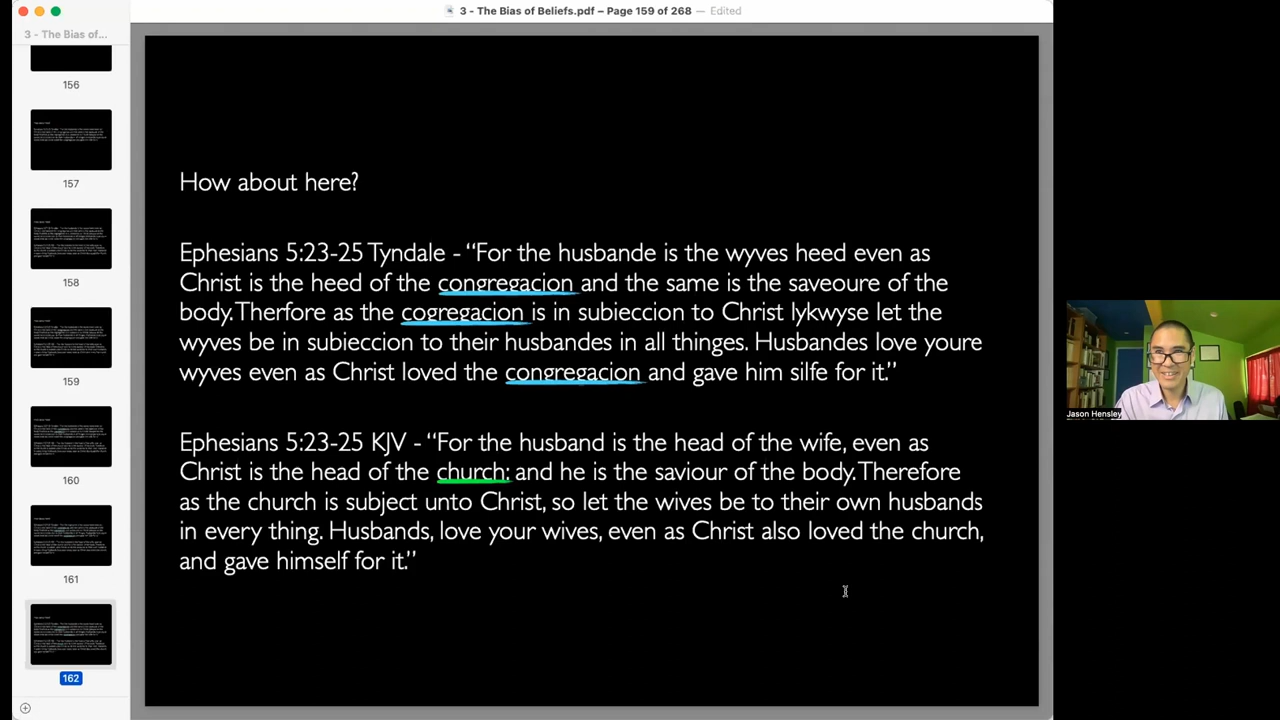 3 - The Bias of Beliefs.pdf – Page 159 of 268 — Edited
3 - The Bias of...
156
157
158
159
160
161
162
How about here?
Ephesians 5:23-25 Tyndale - “For the husbande is the wyves heed even as
Christ is the heed of the congregacion and the same is the saveoure of the
body. Therfore as the cogregacion is in subieccion to Christ lykwyse let the
wyves be in subieccion to their husbandes in all thinges. Husbandes love youre
wyves even as Christ loved the congregacion and gave him silfe for it.”
Ephesians 5:23-25 KJV - “For the husband is the head of the wife, even as
Christ is the head of the church: and he is the saviour of the body. Therefore
as the church is subject unto Christ, so let the wives be to their own husbands
in every thing. Husbands, love your wives, even as Christ also loved the church,
and gave himself for it.”
Jason Hensley